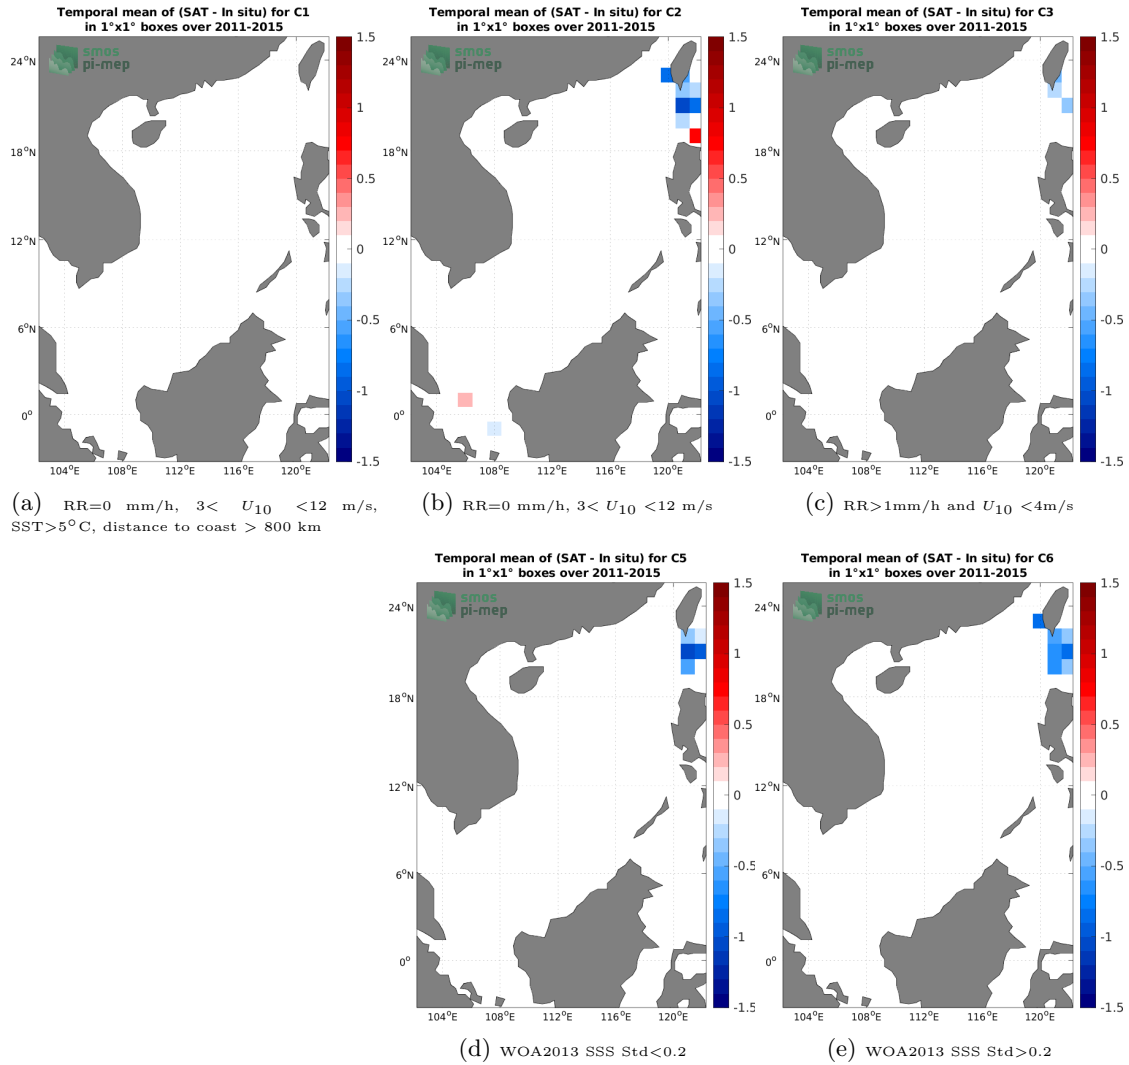 Temporal mean of (SAT - In situ) for C1
in 1°x1° boxes over 2011-2015
smos
pi-mep
24°N
18°N
12°N
6°N
0°
104°E 108°E 112°E 116°E 120°E
1.5
1
0.5
0
-0.5
-1
-1.5
(a) RR=0 mm/h, 3< U10 <12 m/s,
SST>5°C, distance to coast > 800 km
Temporal mean of (SAT - In situ) for C2
in 1°x1° boxes over 2011-2015
smos
pi-mep
24°N
18°N
12°N
6°N
0°
104°E 108°E 112°E 116°E 120°E
1.5
1
0.5
0
-0.5
-1
-1.5
(b) RR=0 mm/h, 3< U10 <12 m/s
Temporal mean of (SAT - In situ) for C3
in 1°x1° boxes over 2011-2015
smos
pi-mep
24°N
18°N
12°N
6°N
0°
104°E 108°E 112°E 116°E 120°E
1.5
1
0.5
0
-0.5
-1
-1.5
(c) RR>1mm/h and U10 <4m/s
Temporal mean of (SAT - In situ) for C5
in 1°x1° boxes over 2011-2015
smos
pi-mep
24°N
18°N
12°N
6°N
0°
104°E 108°E 112°E 116°E 120°E
1.5
1
0.5
0
-0.5
-1
-1.5
(d) WOA2013 SSS Std<0.2
Temporal mean of (SAT - In situ) for C6
in 1°x1° boxes over 2011-2015
smos
pi-mep
24°N
18°N
12°N
6°N
0°
104°E 108°E 112°E 116°E 120°E
1.5
1
0.5
0
-0.5
-1
-1.5
(e) WOA2013 SSS Std>0.2